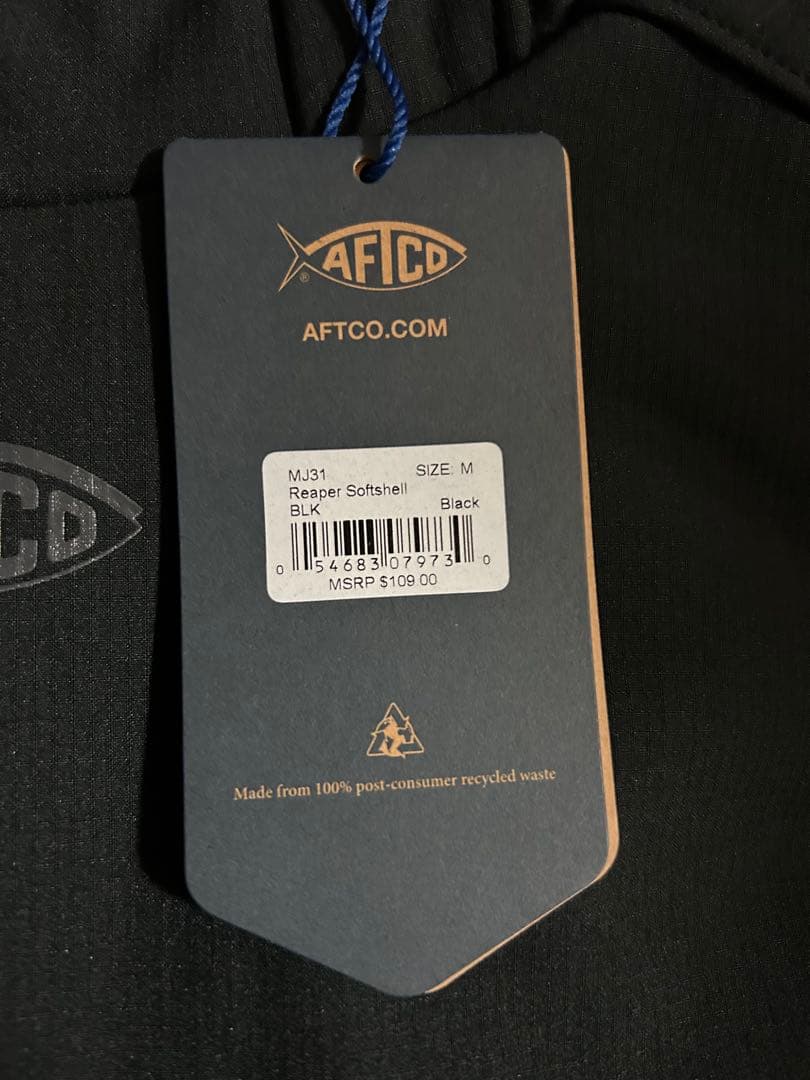 AFTCO
®
AFTCO.COM
MJ31 SIZE: M
Reaper Softshell
BLK Black
0 54683 07973 0
MSRP $109.00
CO
Made from 100% post-consumer recycled waste